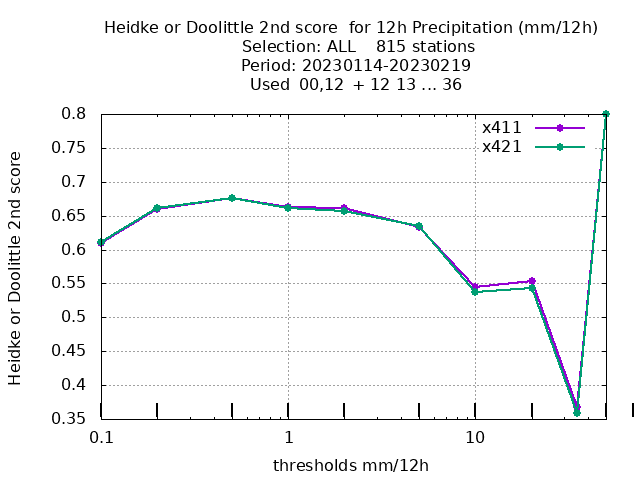 Heidke or Doolittle 2nd score  for 12h Precipitation (mm/12h)
Selection: ALL    815 stations
Period: 20230114-20230219
Used  00,12  + 12 13 ... 36
x411
x421
Heidke or Doolittle 2nd score
0.8
0.75
0.7
0.65
0.6
0.55
0.5
0.45
0.4
0.35
0.1
1
10
thresholds mm/12h